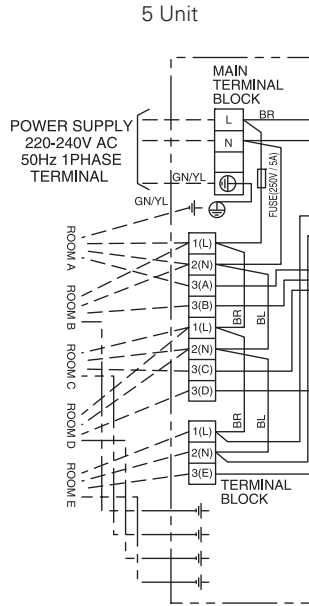 5 Unit
MAIN
TERMINAL
BLOCK
POWER SUPPLY
220-240V AC
50Hz 1PHASE
TERMINAL
L
BR
N
GN/YL
GN/YL
FUSE(250V / 5A)
ROOM A
ROOM B
ROOM C
ROOM D
ROOM E
1(L)
2(N)
3(A)
3(B)
1(L)
2(N)
3(C)
3(D)
BR
BL
BR
BL
1(L)
2(N)
3(E)
TERMINAL
BLOCK